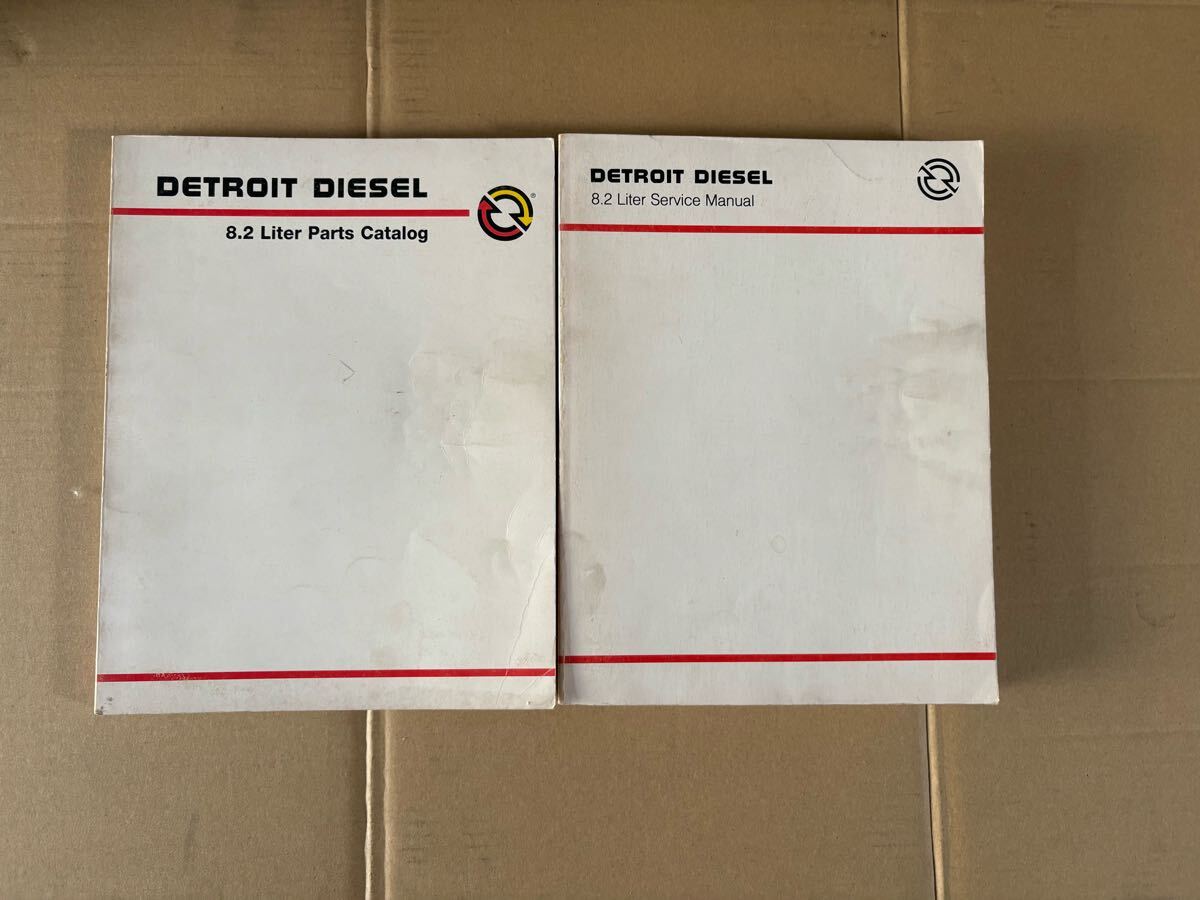 DETROIT DIESEL
®
8.2 Liter Parts Catalog
DETROIT DIESEL
8.2 Liter Service Manual